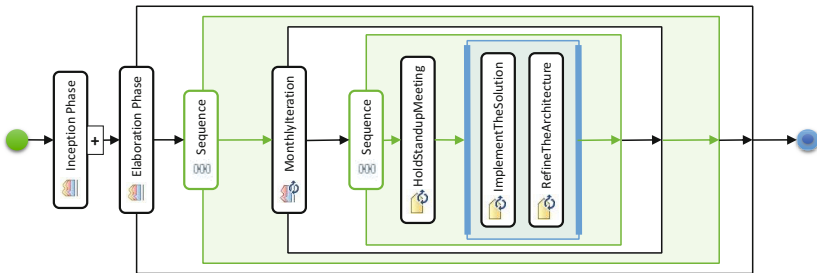 Inception Phase
+
Elaboration Phase
Sequence
MonthlyIteration
Sequence
HoldStandupMeeting
ImplementTheSolution
RefineTheArchitecture